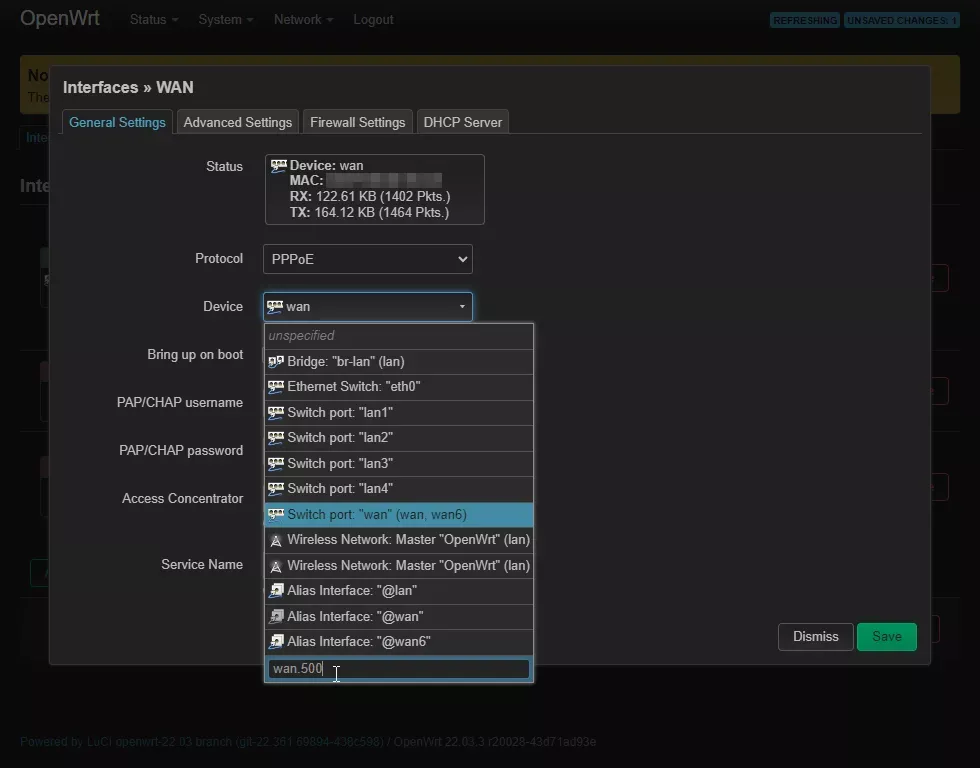 OpenWrt Status System Network Logout REFRESHING UNSAVED CHANGES: 1
No
The
Interfaces » WAN
General Settings Advanced Settings Firewall Settings DHCP Server
Inte
Status
Device: wan
MAC:
Inte
RX: 122.61 KB (1402 Pkts.)
TX: 164.12 KB (1464 Pkts.)
Protocol PPPoE
Device wan
unspecified
Bring up on boot
Bridge: "br-lan" (lan)
Ethernet Switch: "eth0"
PAP/CHAP username
Switch port: "lan1"
Switch port: "lan2"
PAP/CHAP password
Switch port: "lan3"
Switch port: "lan4"
Access Concentrator
Switch port: "wan" (wan, wan6)
Wireless Network: Master "OpenWrt" (lan)
Service Name
Wireless Network: Master "OpenWrt" (lan)
Alias Interface: "@lan"
Alias Interface: "@wan"
Alias Interface: "@wan6"
Dismiss Save
wan.500
Powered by LuCI openwrt-22.03 branch (git-22.361.69894-438c598) / OpenWrt 22.03.3 r20028-43d71ad93e